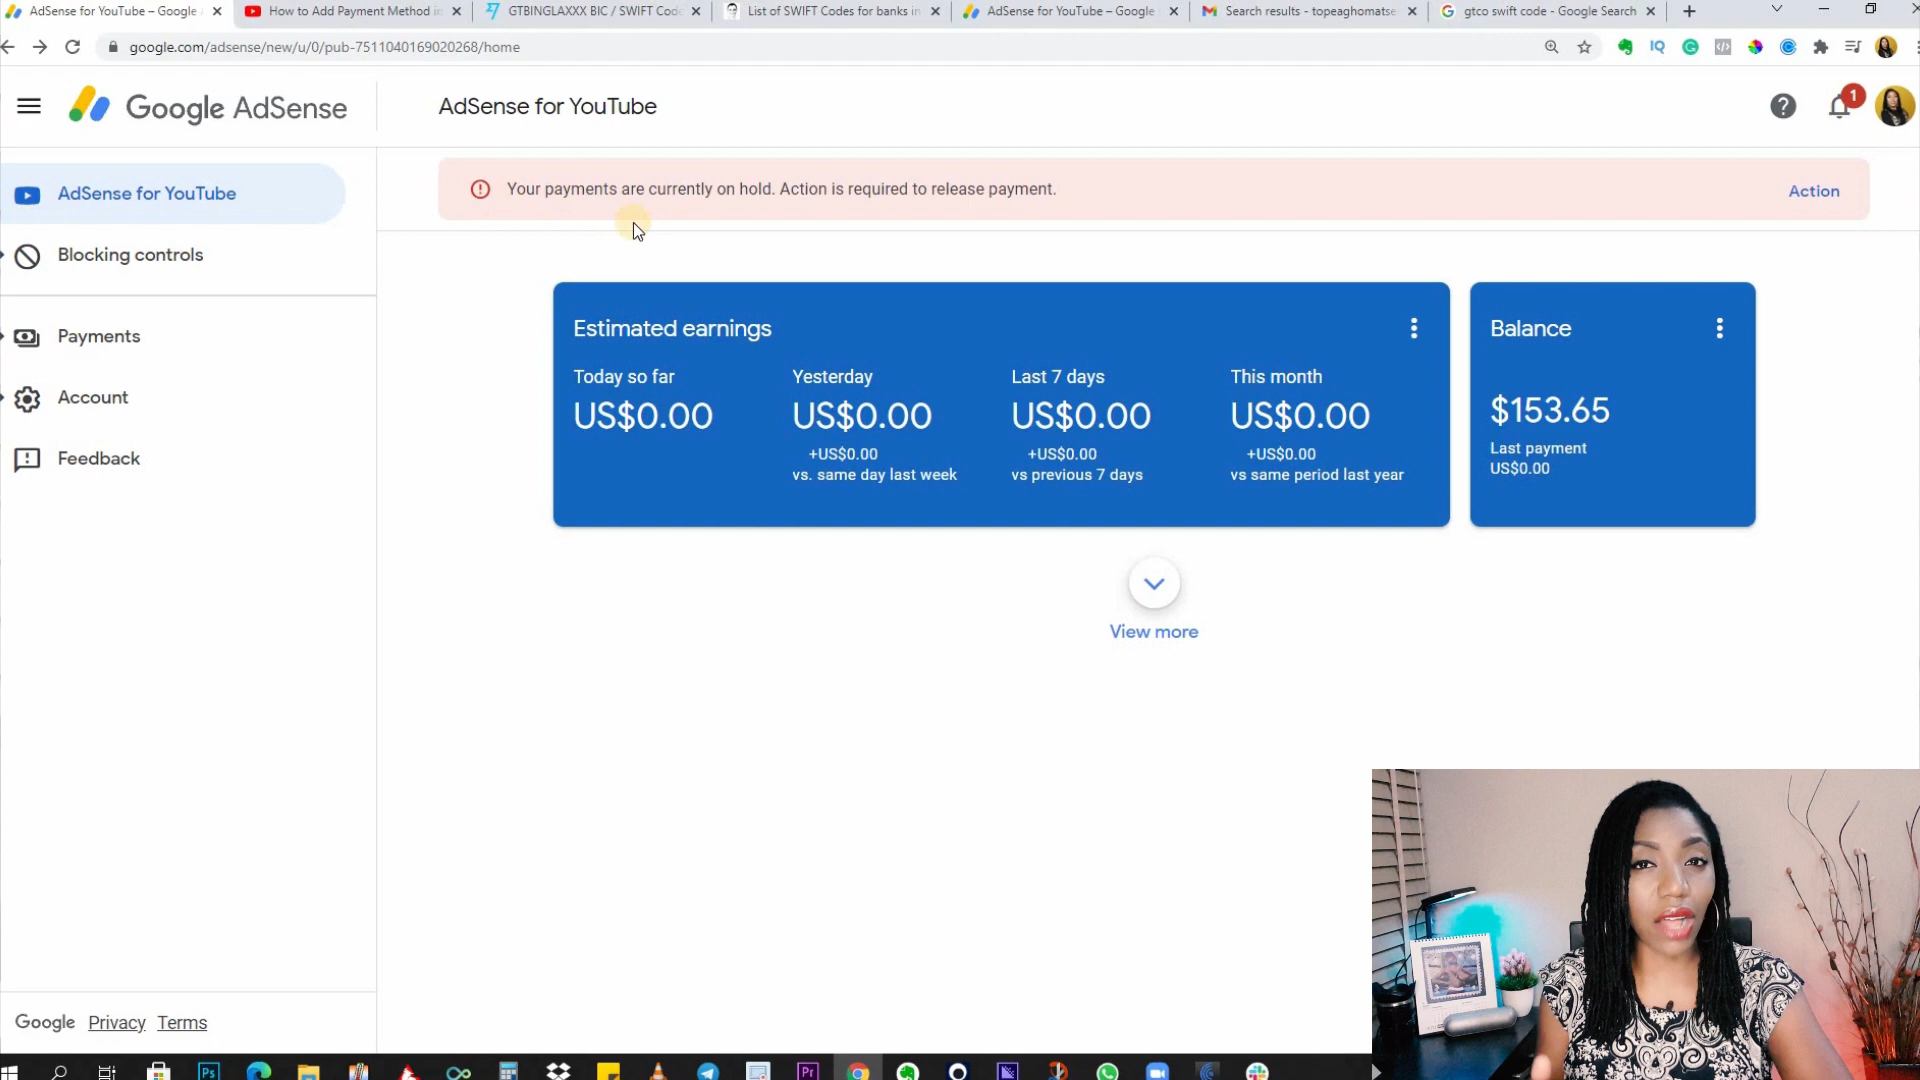 AdSense for YouTube – Google
How to Add Payment Method i
GTBINGLAXXX BIC / SWIFT Cod
List of SWIFT Codes for banks in
AdSense for YouTube – Google
Search results - topeaghomatse
gtco swift code - Google Search
google.com/adsense/new/u/0/pub-7511040169020268/home
IQ
Google AdSense
AdSense for YouTube
1
AdSense for YouTube
Your payments are currently on hold. Action is required to release payment.
Action
Blocking controls
Payments
Account
Feedback
Estimated earnings
Today so far
US$0.00
Yesterday
US$0.00
+US$0.00
vs. same day last week
Last 7 days
US$0.00
+US$0.00
vs previous 7 days
This month
US$0.00
+US$0.00
vs same period last year
Balance
$153.65
Last payment
US$0.00
View more
Google Privacy Terms
Ps
Pr